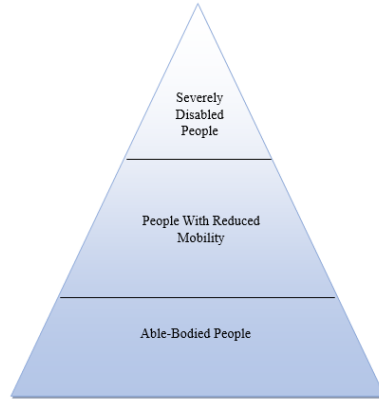 Severely
Disabled
People
People With Reduced
Mobility
Able-Bodied People